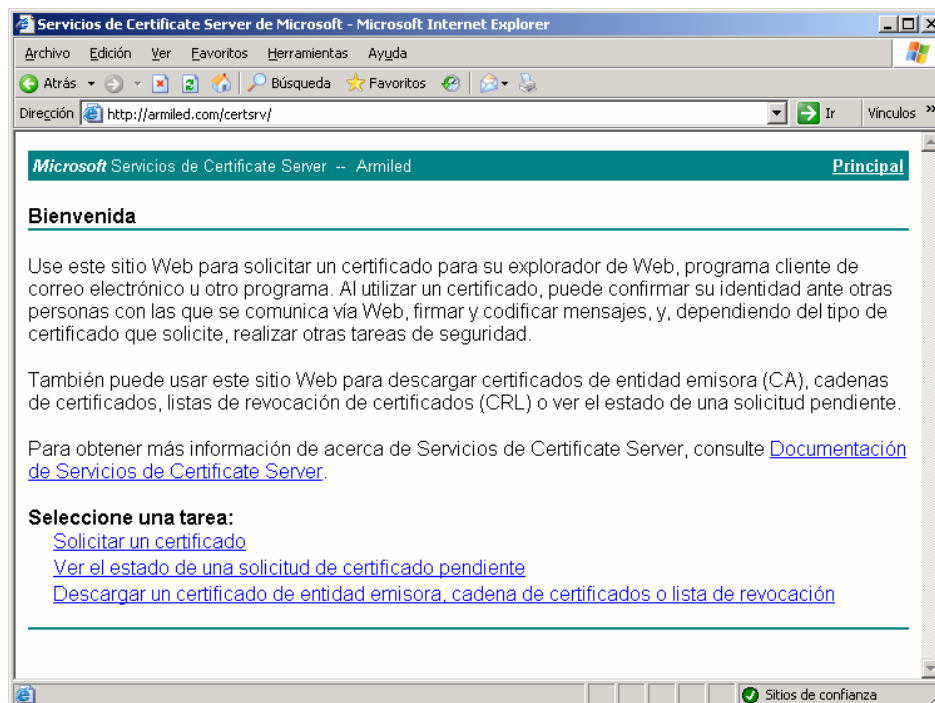 Servicios de Certificate Server de Microsoft - Microsoft Internet Explorer
Archivo Edición Ver Favoritos Herramientas Ayuda
Atrás Búsqueda Favoritos
Dirección http://armiled.com/certsrv/ Ir Vínculos »
Microsoft Servicios de Certificate Server -- Armiled Principal
Bienvenida
Use este sitio Web para solicitar un certificado para su explorador de Web, programa cliente de
correo electrónico u otro programa. Al utilizar un certificado, puede confirmar su identidad ante otras
personas con las que se comunica vía Web, firmar y codificar mensajes, y, dependiendo del tipo de
certificado que solicite, realizar otras tareas de seguridad.
También puede usar este sitio Web para descargar certificados de entidad emisora (CA), cadenas
de certificados, listas de revocación de certificados (CRL) o ver el estado de una solicitud pendiente.
Para obtener más información de acerca de Servicios de Certificate Server, consulte Documentación
de Servicios de Certificate Server.
Seleccione una tarea:
Solicitar un certificado
Ver el estado de una solicitud de certificado pendiente
Descargar un certificado de entidad emisora, cadena de certificados o lista de revocación
Sitios de confianza